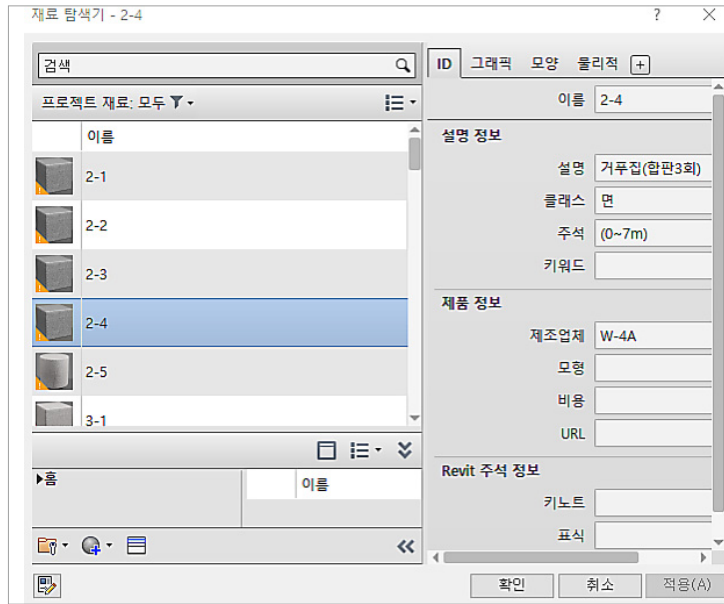 재료 탐색기 - 2-4
?
검색
프로젝트 재료: 모두
이름
2-1
2-2
2-3
2-4
2-5
3-1
▶홈
이름
ID 그래픽 모양 물리적
이름 2-4
설명 정보
설명 거푸집(합판3회)
클래스 면
주석 (0~7m)
키워드
제품 정보
제조업체 W-4A
모형
비용
URL
Revit 주석 정보
키노트
표식
확인 취소 적용(A)